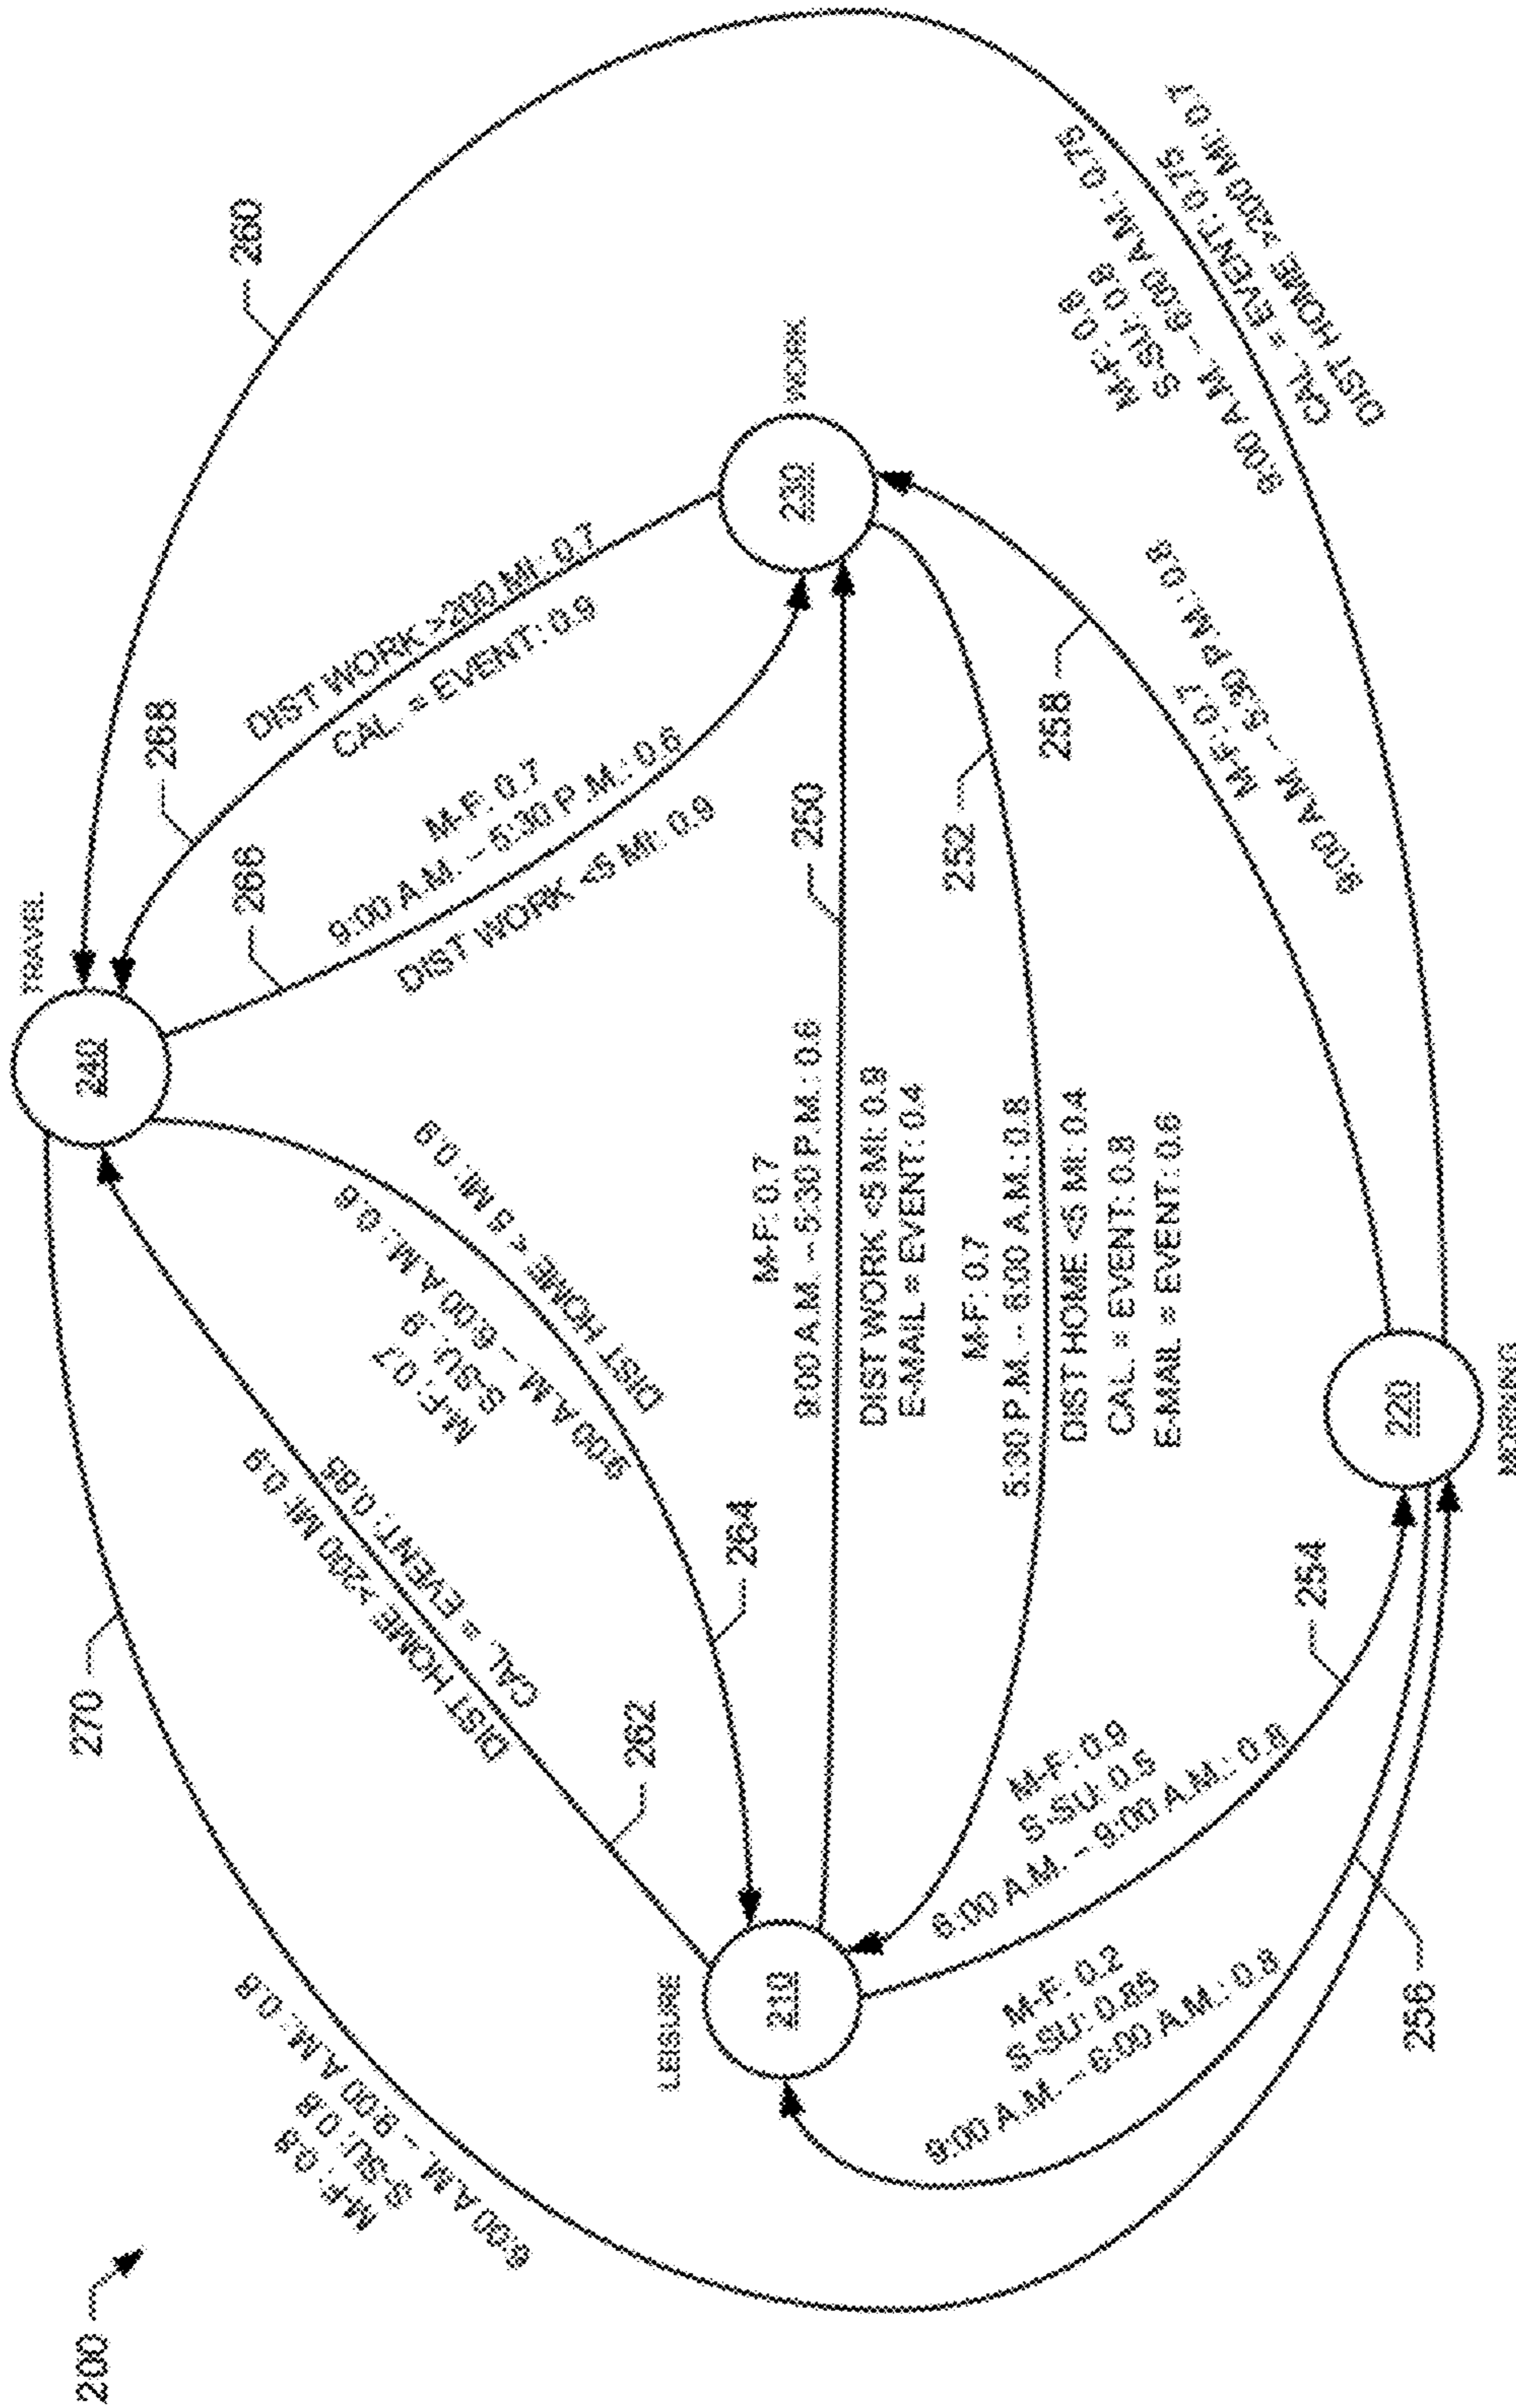 200
270
M-F: 0.8
S-SU: 0.8
6:00 A.M. – 9:00 A.M.: 0.8
TRAVEL
240
260
268
DIST WORK >200 MI: 0.7
CAL. = EVENT: 0.9
266
M-F: 0.7
9:00 A.M. – 5:30 P.M.: 0.6
DIST WORK <5 MI: 0.9
DIST HOME >200 MI: 0.9
CAL = EVENT: 0.85
262
M-F: 0.7
S-SU: .9
9:00 A.M. – 6:00 A.M.: 0.6
DIST HOME < 5 MI: 0.9
264
LEISURE
210
WORK
230
250
M-F: 0.7
9:00 A.M. – 5:30 P.M.: 0.6
DIST WORK <5 MI: 0.9
E-MAIL = EVENT: 0.4
252
M-F: 0.7
5:30 P.M. – 6:00 A.M.: 0.8
DIST HOME <5 MI: 0.4
CAL = EVENT: 0.8
E-MAIL = EVENT: 0.6
M-F: 0.9
S-SU: 0.5
6:00 A.M. – 9:00 A.M.: 0.8
254
M-F: 0.2
S-SU: 0.85
9:00 A.M. – 6:00 A.M.: 0.8
256
258
M-F: 0.7
9:00 A.M. – 5:30 P.M.: 0.8
M-F: 0.8
S-SU: 0.8
9:00 A.M. – 6:00 A.M.: 0.75
CAL = EVENT: 0.75
DIST HOME >200 MI: 0.7
220
MORNING